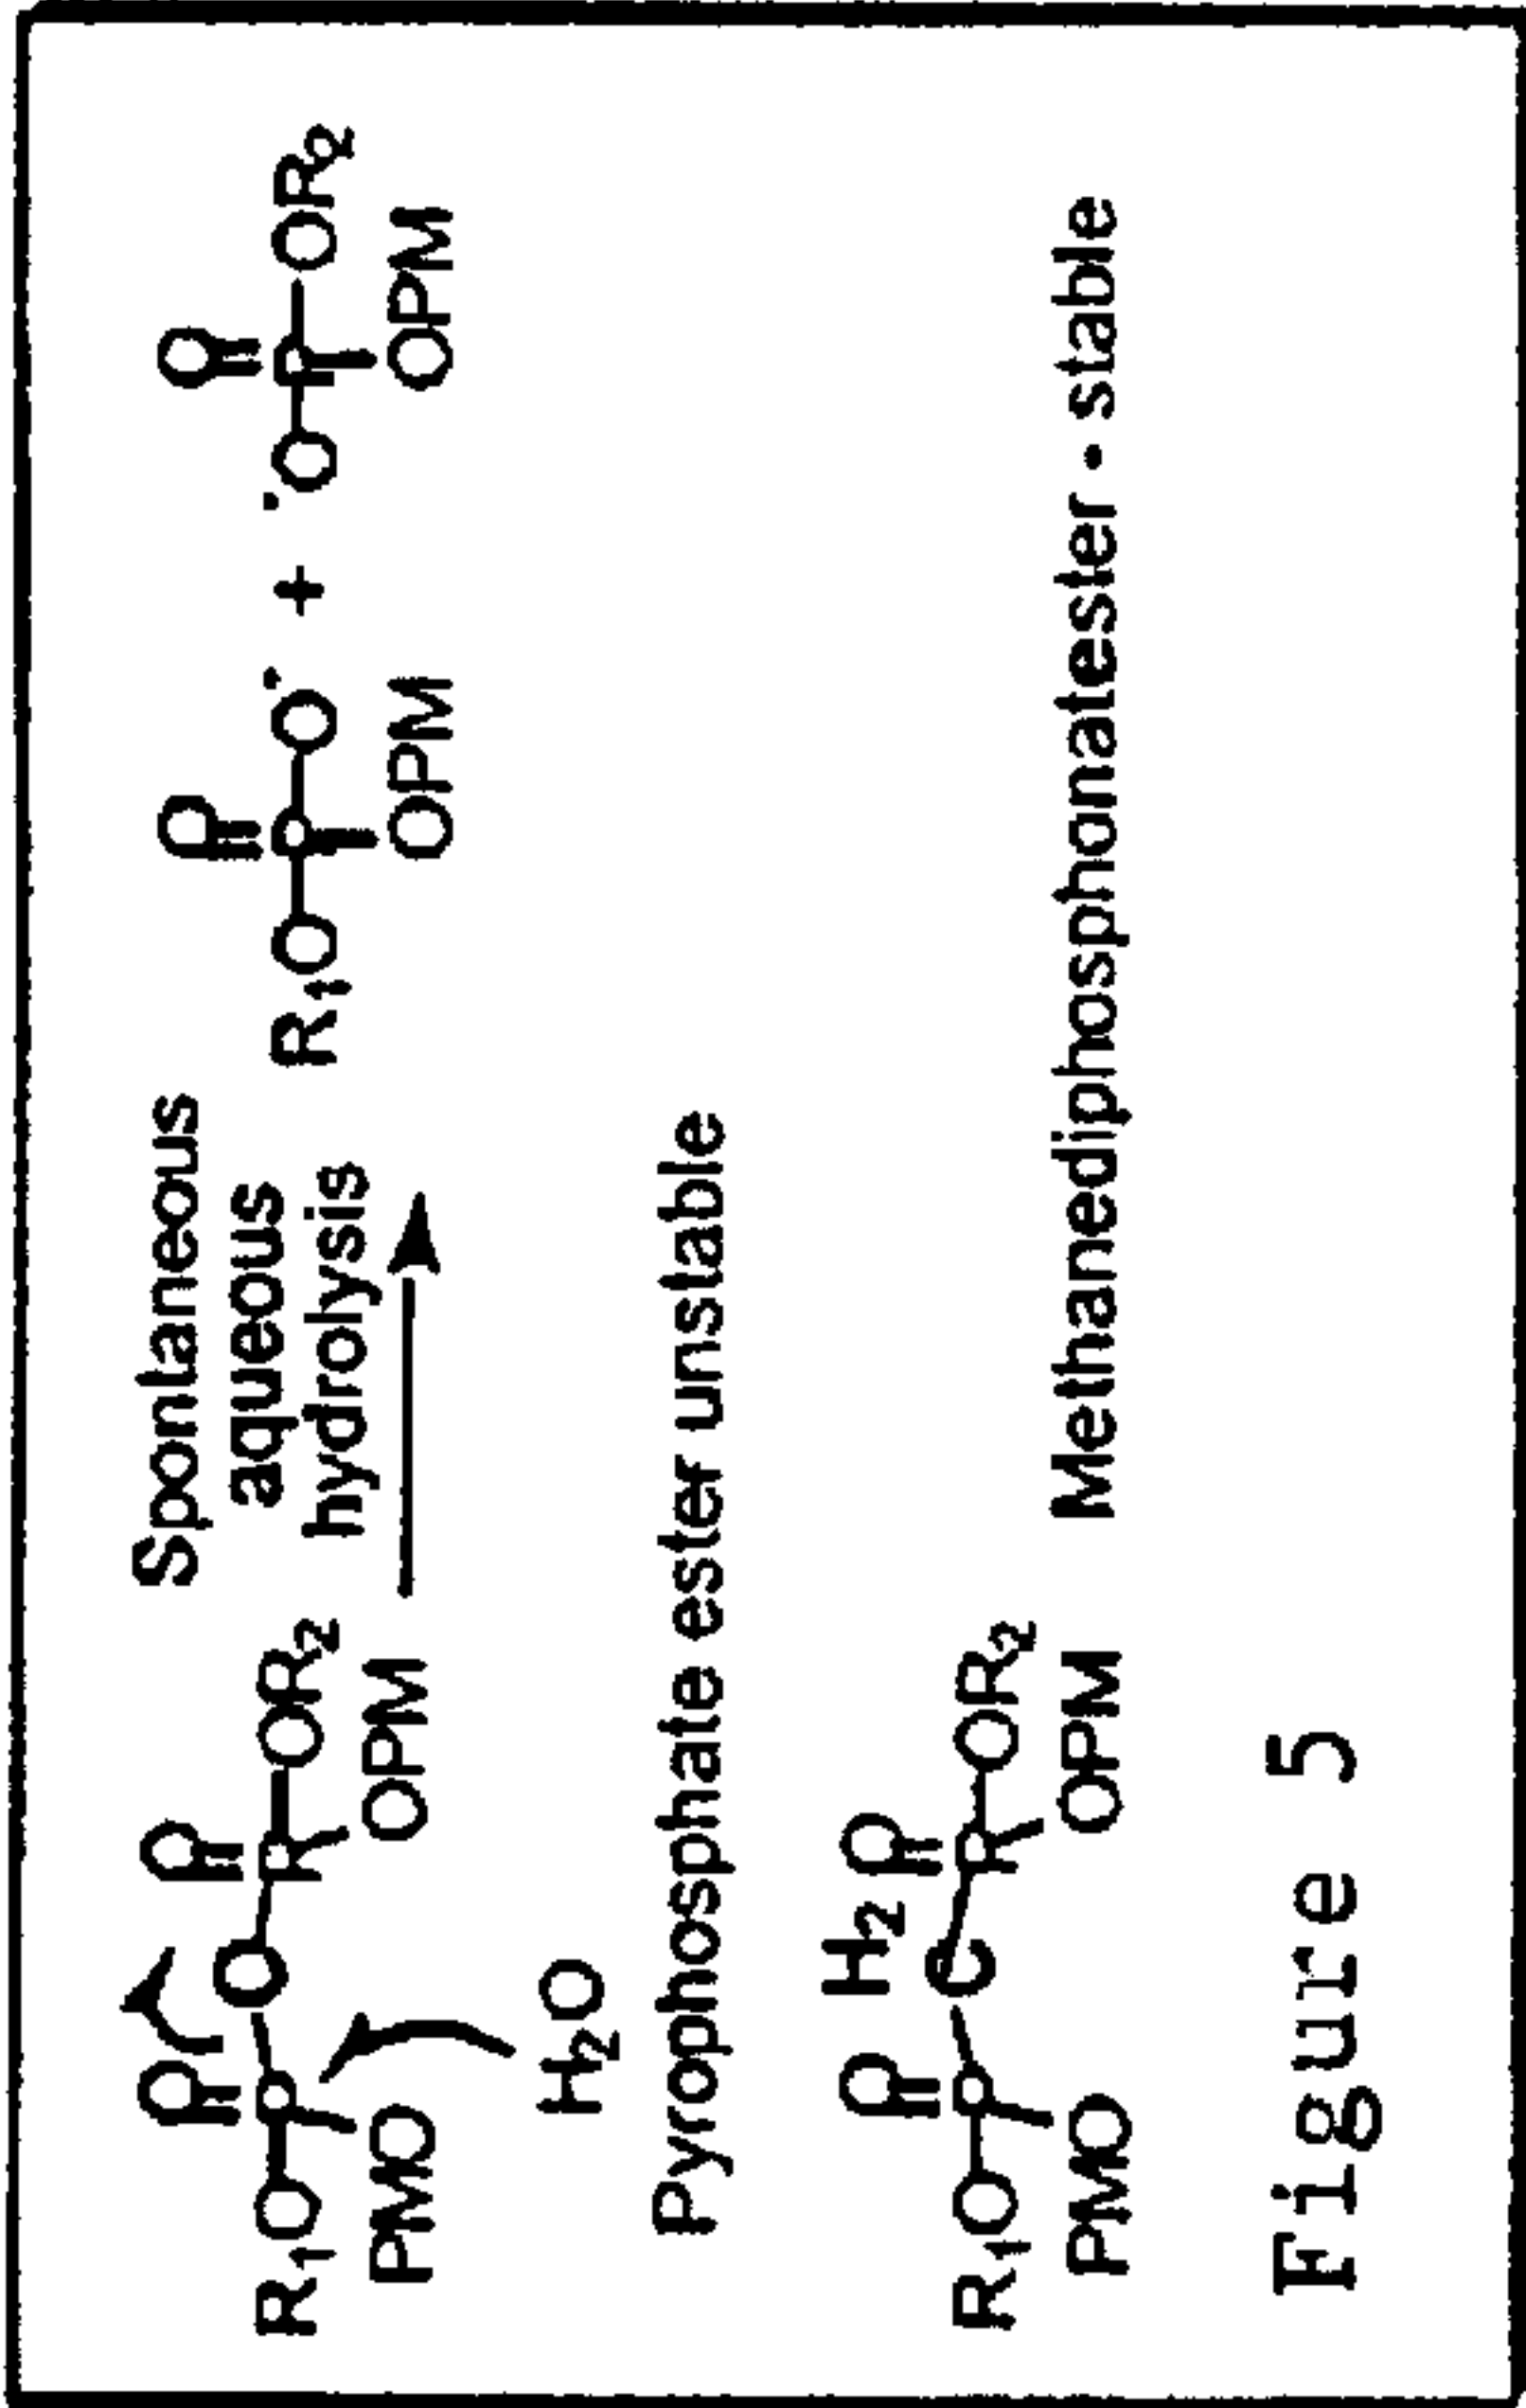 O O O O
Spontaneous
aqueous
hydrolysis
R₁O P O P OR₂ R₁O P O⁻ + ⁻O P OR₂
PMO OPM OPM OPM
H₂O
Pyrophosphate ester unstable
O H₂ O
R₁O P C P OR₂
PMO OPM Methanediphosphonatester - stable
Figure 5